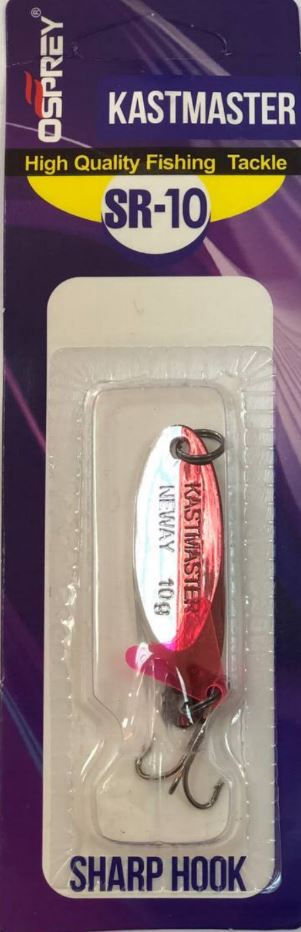 OSPREY®
KASTMASTER
High Quality Fishing Tackle
SR-10
KASTMASTER
NEWAY 10g
SHARP HOOK